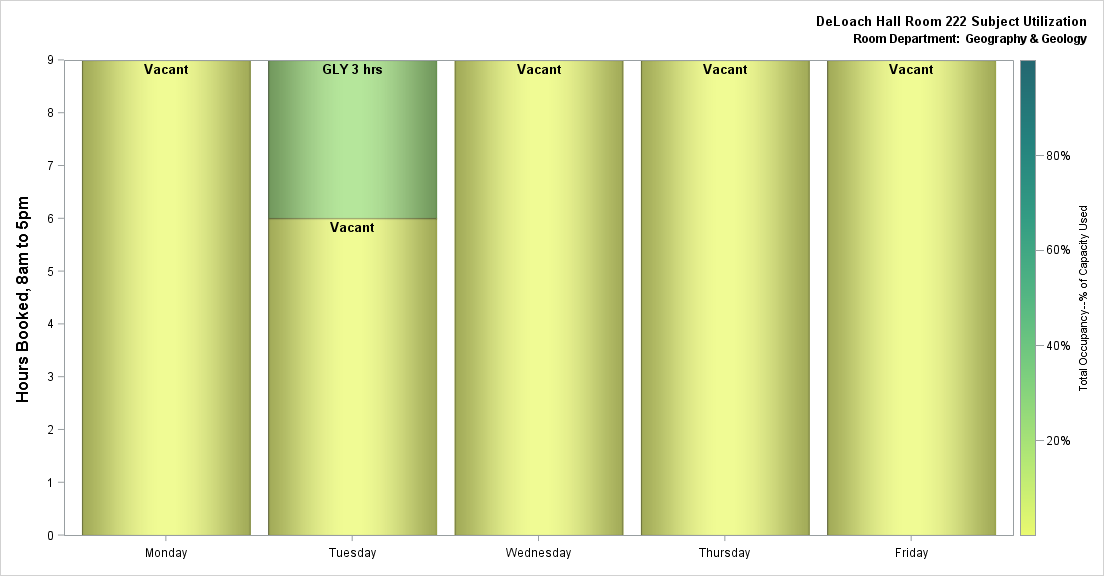 DeLoach Hall Room 222 Subject Utilization
Room Department: Geography & Geology
Hours Booked, 8am to 5pm
9
8
7
6
5
4
3
2
1
0
Vacant
GLY 3 hrs
Vacant
Vacant
Vacant
Vacant
Monday
Tuesday
Wednesday
Thursday
Friday
80%
60%
40%
20%
Total Occupancy--% of Capacity Used